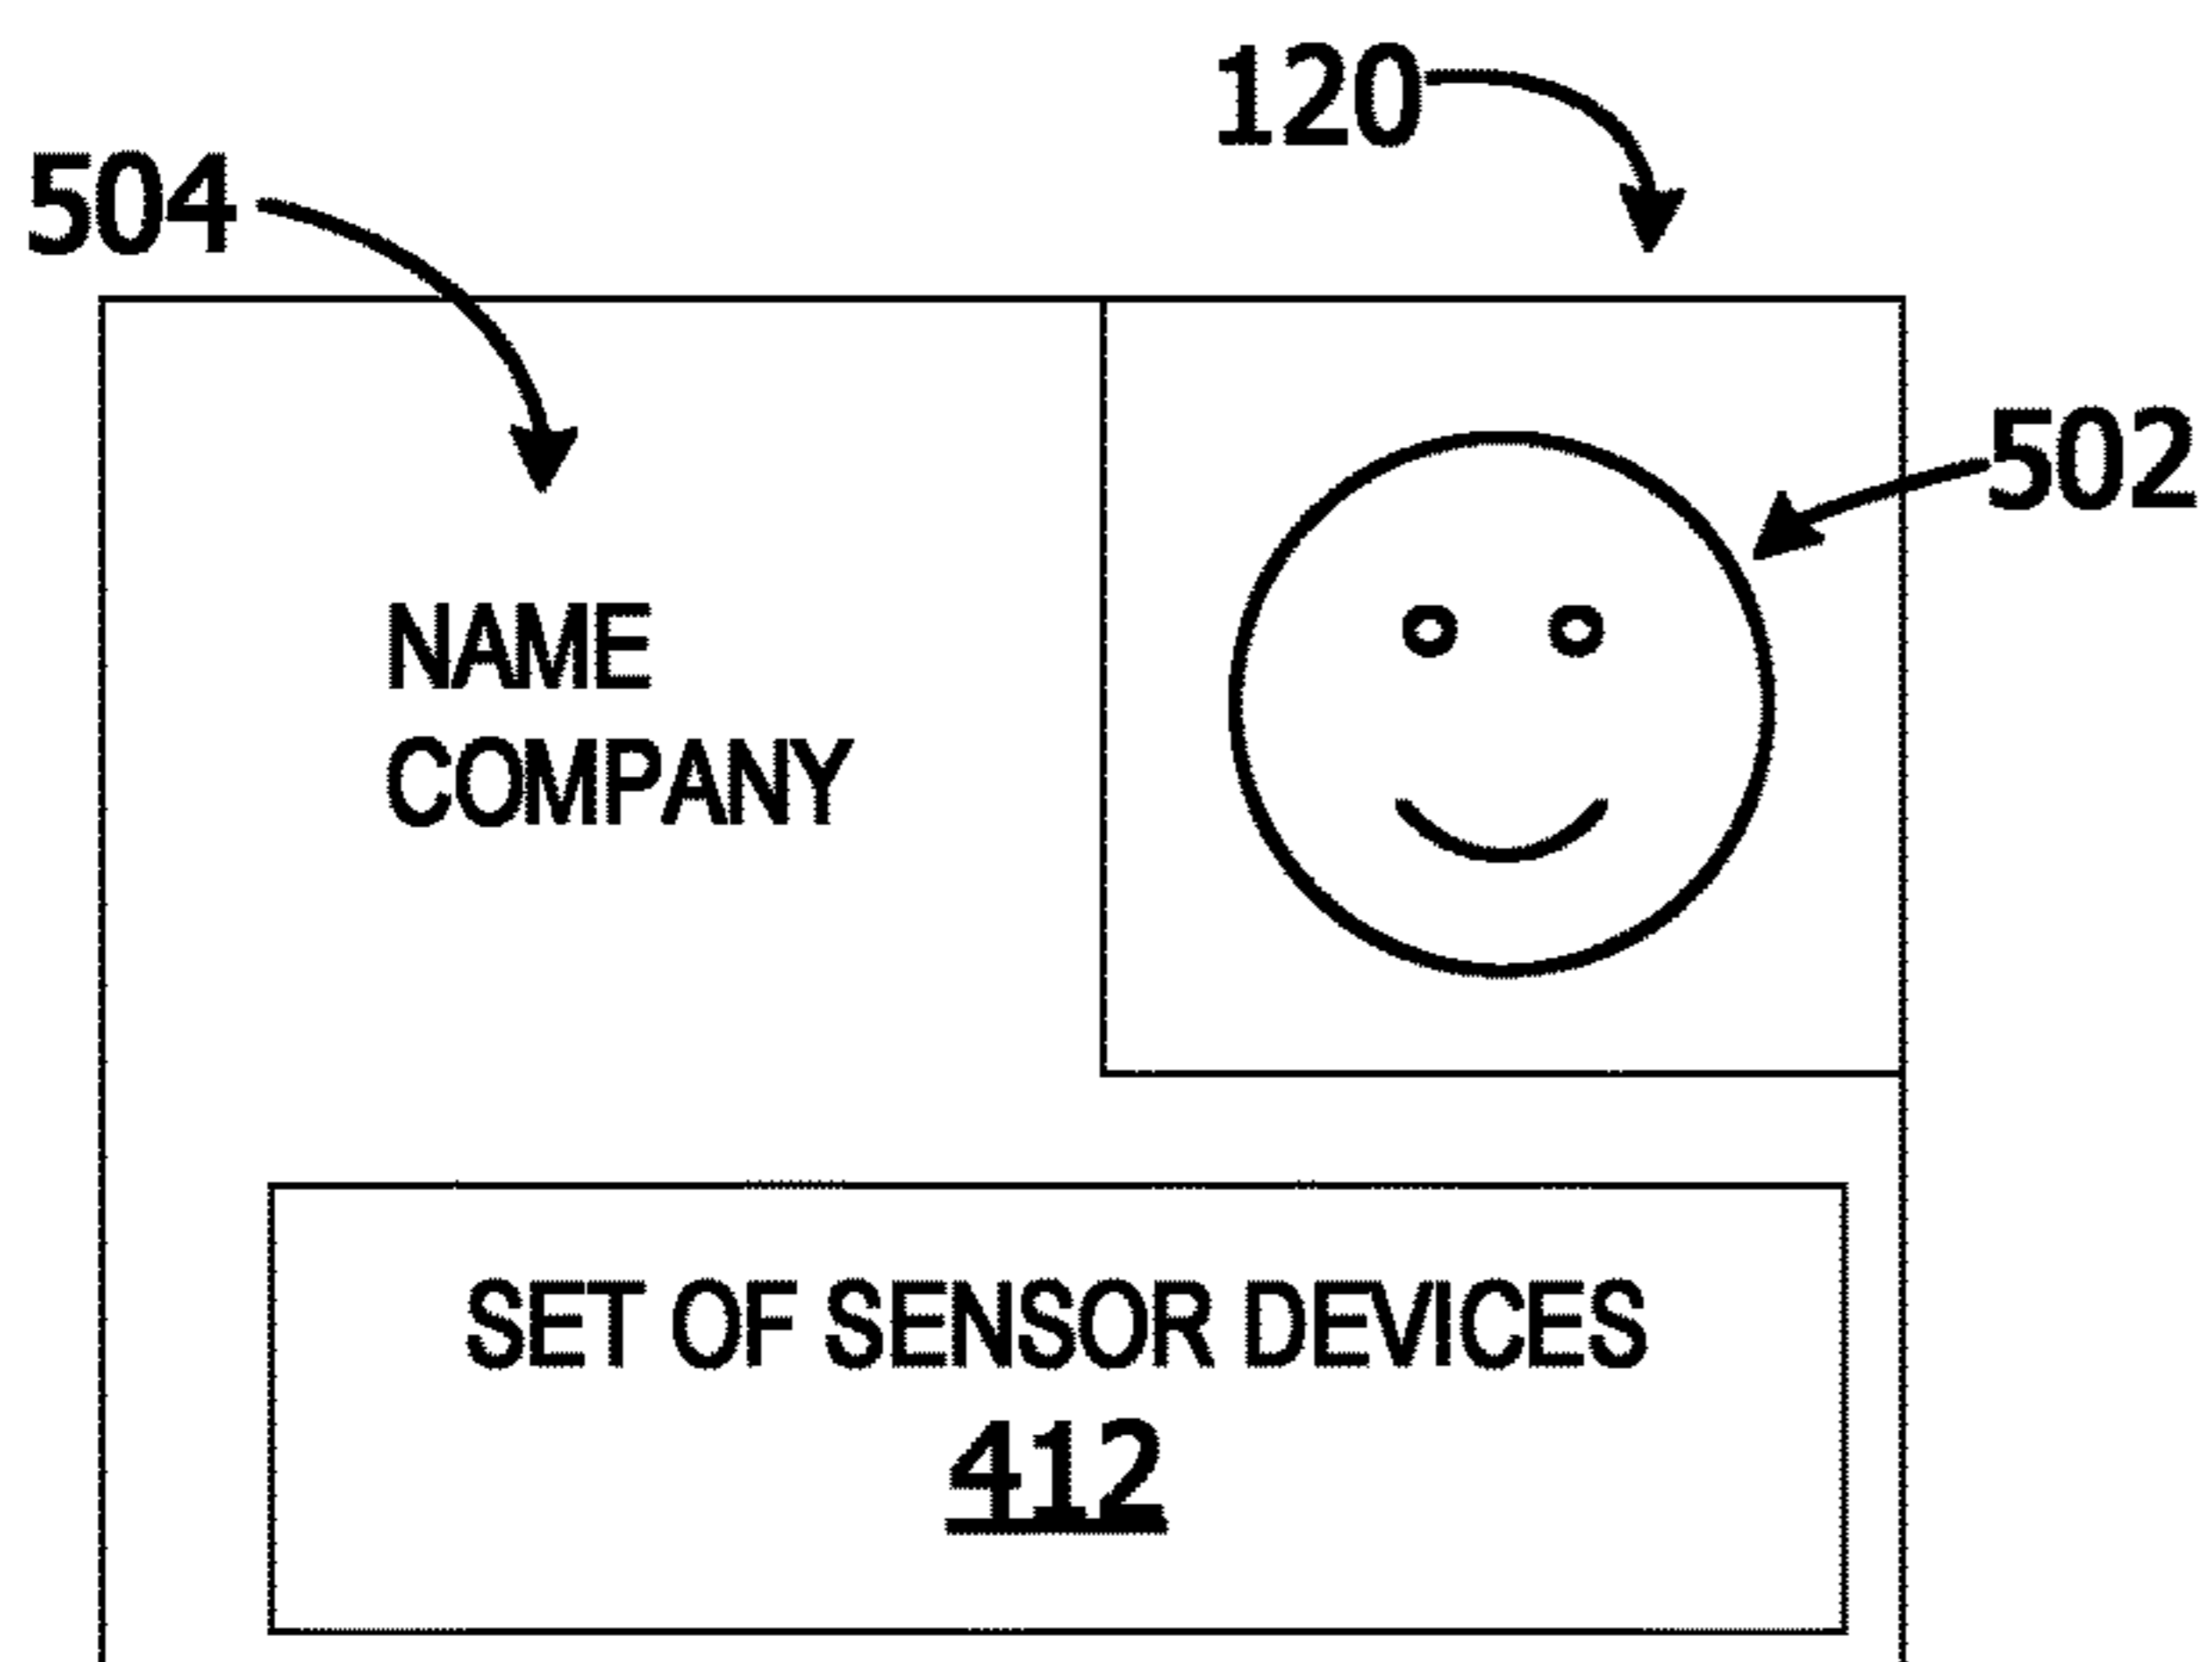 120
504
502
NAME
COMPANY
SET OF SENSOR DEVICES
412